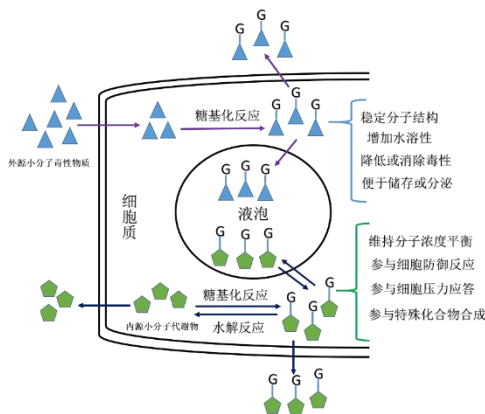 G
G
G
G
G
G
糖基化反应
外源小分子毒性物质
稳定分子结构
增加水溶性
降低或消除毒性
便于储存或分泌
细胞质
G
G
G
液泡
G
G
G
维持分子浓度平衡
参与细胞防御反应
参与细胞压力应答
参与特殊化合物合成
糖基化反应
水解反应
内源小分子代谢物
G
G
G
G
G
G